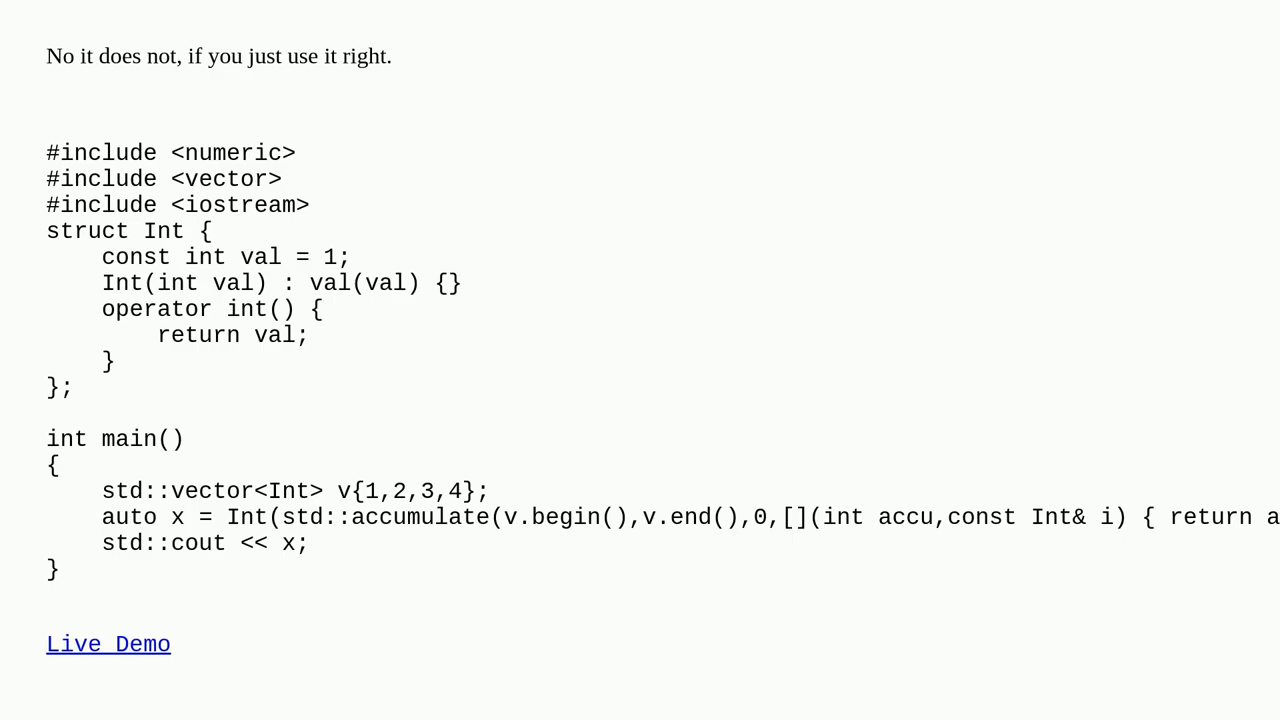 No it does not, if you just use it right.
#include <numeric>
#include <vector>
#include <iostream>
struct Int {
    const int val = 1;
    Int(int val) : val(val) {}
    operator int() {
        return val;
    }
};
int main()
{
    std::vector<Int> v{1,2,3,4};
    auto x = Int(std::accumulate(v.begin(),v.end(),0,[](int accu,const Int& i) { return a
    std::cout << x;
}
Live Demo